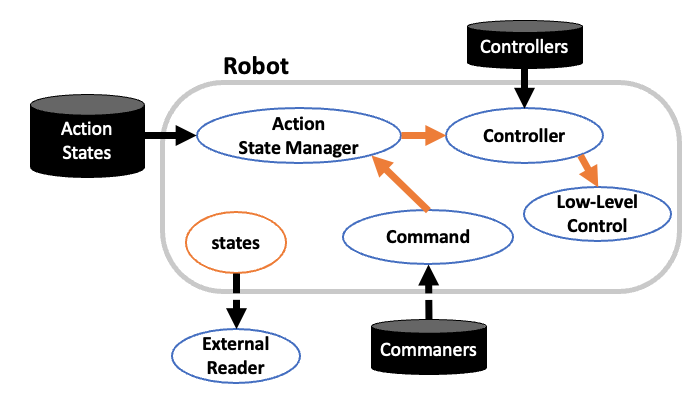 Controllers
Robot
Action
States
Action
State Manager
Controller
Low-Level
Control
states
Command
External
Reader
Commaners